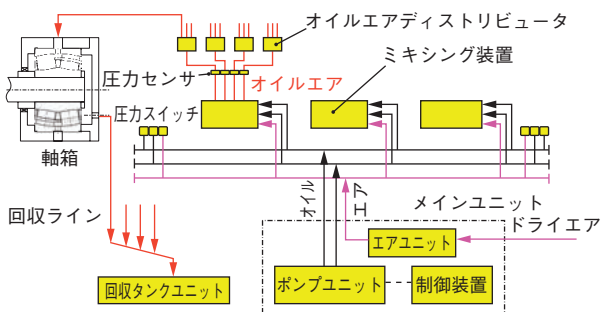 オイルエアディストリビュータ
ミキシング装置
圧力センサ
オイルエア
圧力スイッチ
軸箱
オイル
エア
メインユニット
回収ライン
ドライエア
エアユニット
回収タンクユニット
ポンプユニット
制御装置